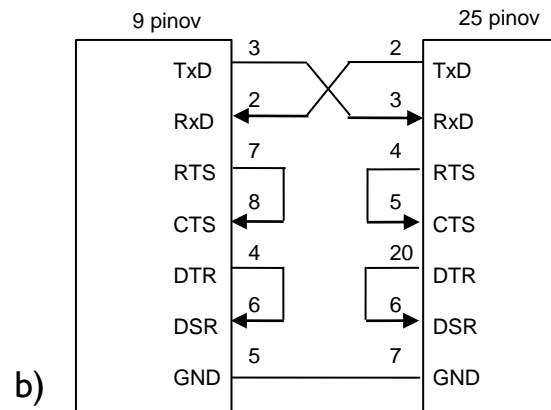 9 pinov 25 pinov
3 2
TxD TxD
2 3
RxD RxD
7 4
RTS RTS
8 5
CTS CTS
4 20
DTR DTR
6 6
DSR DSR
5 7
b) GND GND